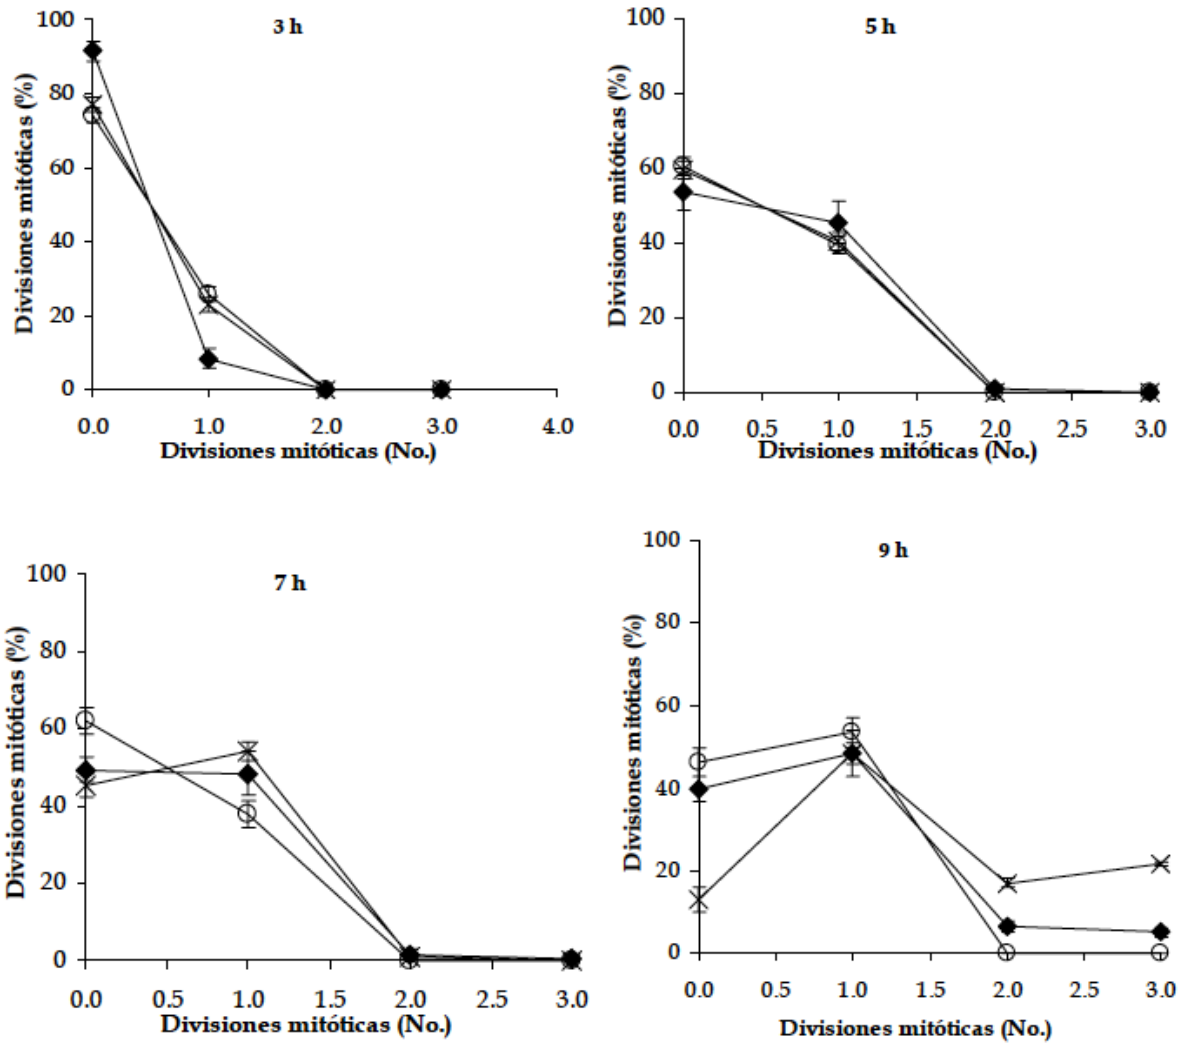 3 h
Divisiones mitóticas (%)
100
80
60
40
20
0
0.0 1.0 2.0 3.0 4.0
Divisiones mitóticas (No.)
5 h
Divisiones mitóticas (%)
100
80
60
40
20
0
0.0 0.5 1.0 1.5 2.0 2.5 3.0
Divisiones mitóticas (No.)
7 h
Divisiones mitóticas (%)
100
80
60
40
20
0
0.0 0.5 1.0 1.5 2.0 2.5 3.0
Divisiones mitóticas (No.)
9 h
Divisiones mitóticas (%)
100
80
60
40
20
0
0.0 0.5 1.0 1.5 2.0 2.5 3.0
Divisiones mitóticas (No.)